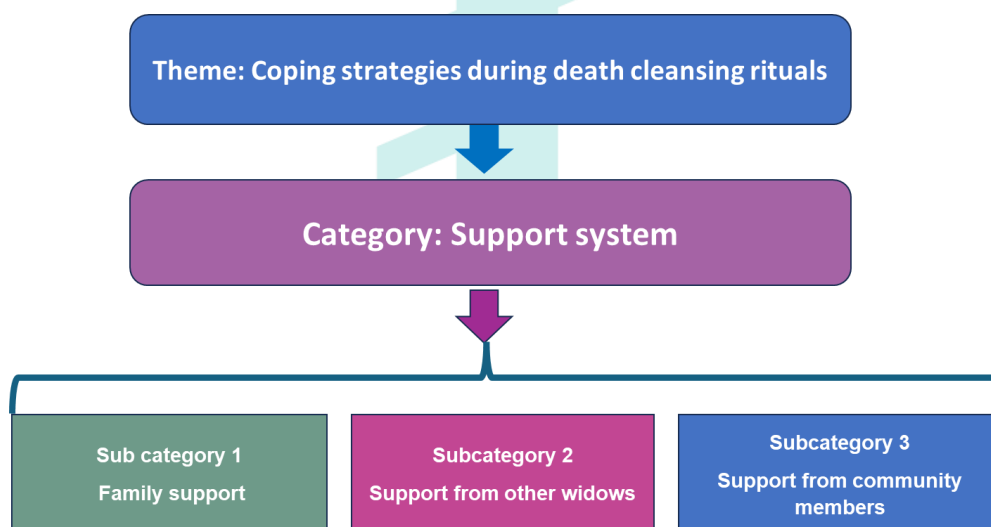 Theme: Coping strategies during death cleansing rituals
Category: Support system
Sub category 1
Family support
Subcategory 2
Support from other widows
Subcategory 3
Support from community
members